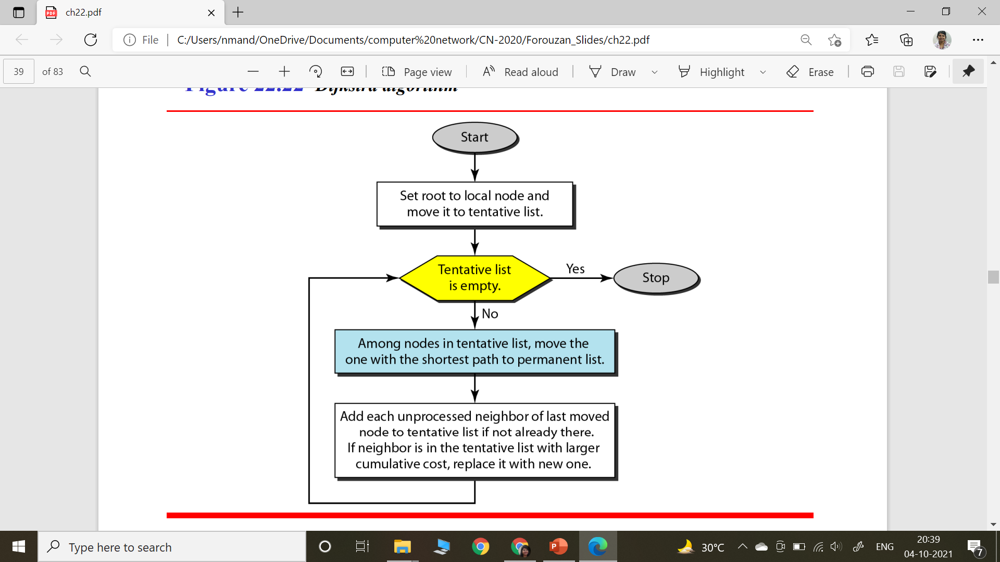 ch22.pdf
File
C:/Users/nmand/OneDrive/Documents/computer%20network/CN-2020/Forouzan_Slides/ch22.pdf
39 of 83
Page view
Read aloud
Draw
Highlight
Erase
Figure 22.22 Dijkstra algorithm
Start
Set root to local node and
move it to tentative list.
Tentative list
is empty.
Yes
Stop
No
Among nodes in tentative list, move the
one with the shortest path to permanent list.
Add each unprocessed neighbor of last moved
node to tentative list if not already there.
If neighbor is in the tentative list with larger
cumulative cost, replace it with new one.
Type here to search
30°C
ENG
20:39
04-10-2021
7